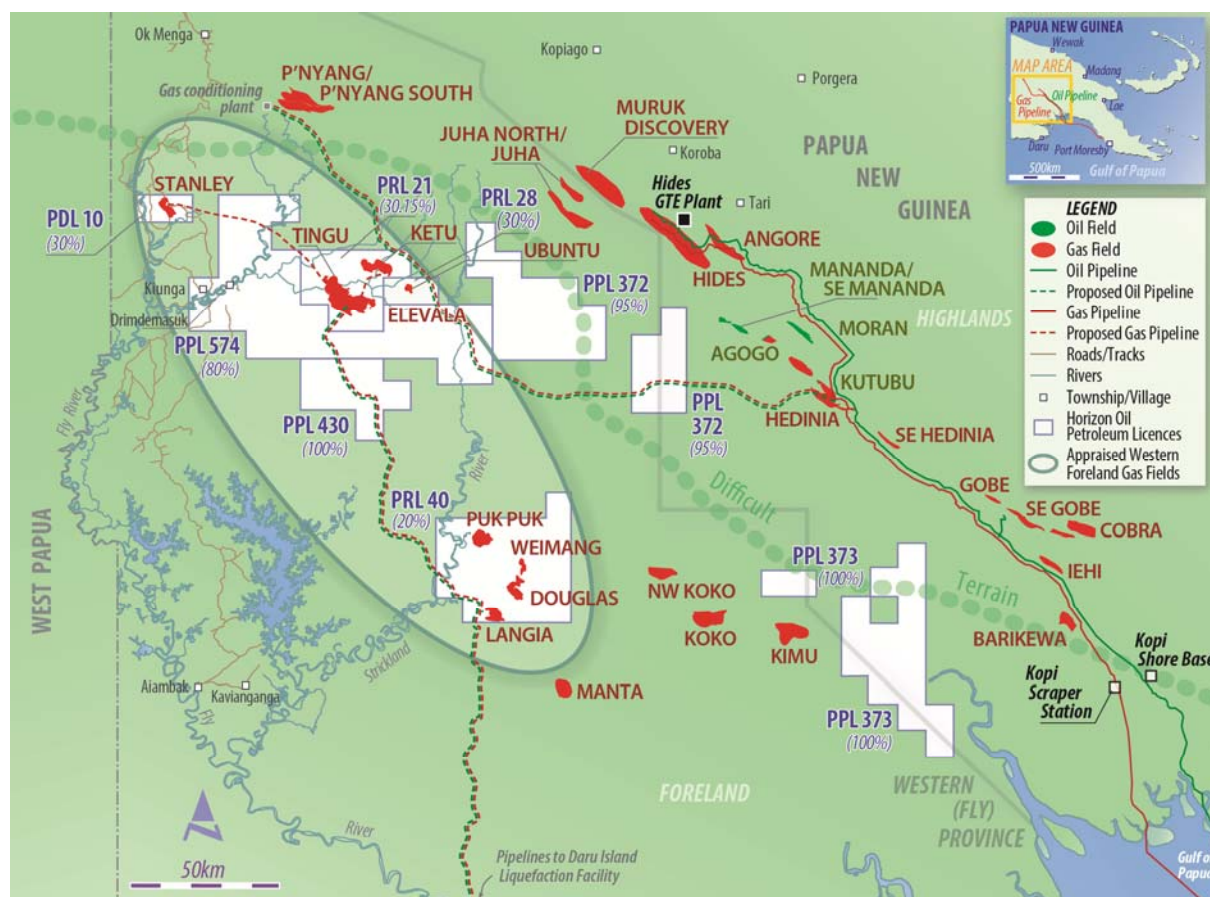 Ok Menga
Kopiago
Porgera
P'NYANG/
P'NYANG SOUTH
Gas conditioning
plant
MURUK
DISCOVERY
JUHA NORTH/
JUHA
Koroba
PAPUA
NEW
GUINEA
Hides
GTE Plant
Tari
STANLEY
PDL 10
(30%)
PRL 21
(30.15%)
PRL 28
(30%)
TINGU
KETU
UBUNTU
ANGORE
HIDES
MANANDA/
SE MANANDA
Kiunga
Drimdemasuk
ELEVALA
PPL 372
(95%)
MORAN
HIGHLANDS
AGOGO
PPL 574
(80%)
KUTUBU
HEDINIA
PPL
372
(95%)
PPL 430
(100%)
SE HEDINIA
Fly River
River
Difficult
Terrain
GOBE
SE GOBE
COBRA
PRL 40
(20%)
PUK PUK
WEIMANG
DOUGLAS
LANGIA
PPL 373
(100%)
IEHI
NW KOKO
KOKO
KIMU
BARIKEWA
Kopi
Shore Base
Kopi
Scraper
Station
WEST PAPUA
Strickland
Aiambak
Kavianganga
Fly
MANTA
PPL 373
(100%)
FORELAND
WESTERN
(FLY)
PROVINCE
N
50km
River
Pipelines to Daru Island
Liquefaction Facility
Gulf of
Papua
PAPUA NEW GUINEA
Wewak
MAP AREA
Madang
Oil Pipeline
Lae
Gas
Pipeline
Daru
Port Moresby
500km
Gulf of Papua
LEGEND
Oil Field
Gas Field
Oil Pipeline
Proposed Oil Pipeline
Gas Pipeline
Proposed Gas Pipeline
Roads/Tracks
Rivers
Township/Village
Horizon Oil
Petroleum Licences
Appraised Western
Foreland Gas Fields